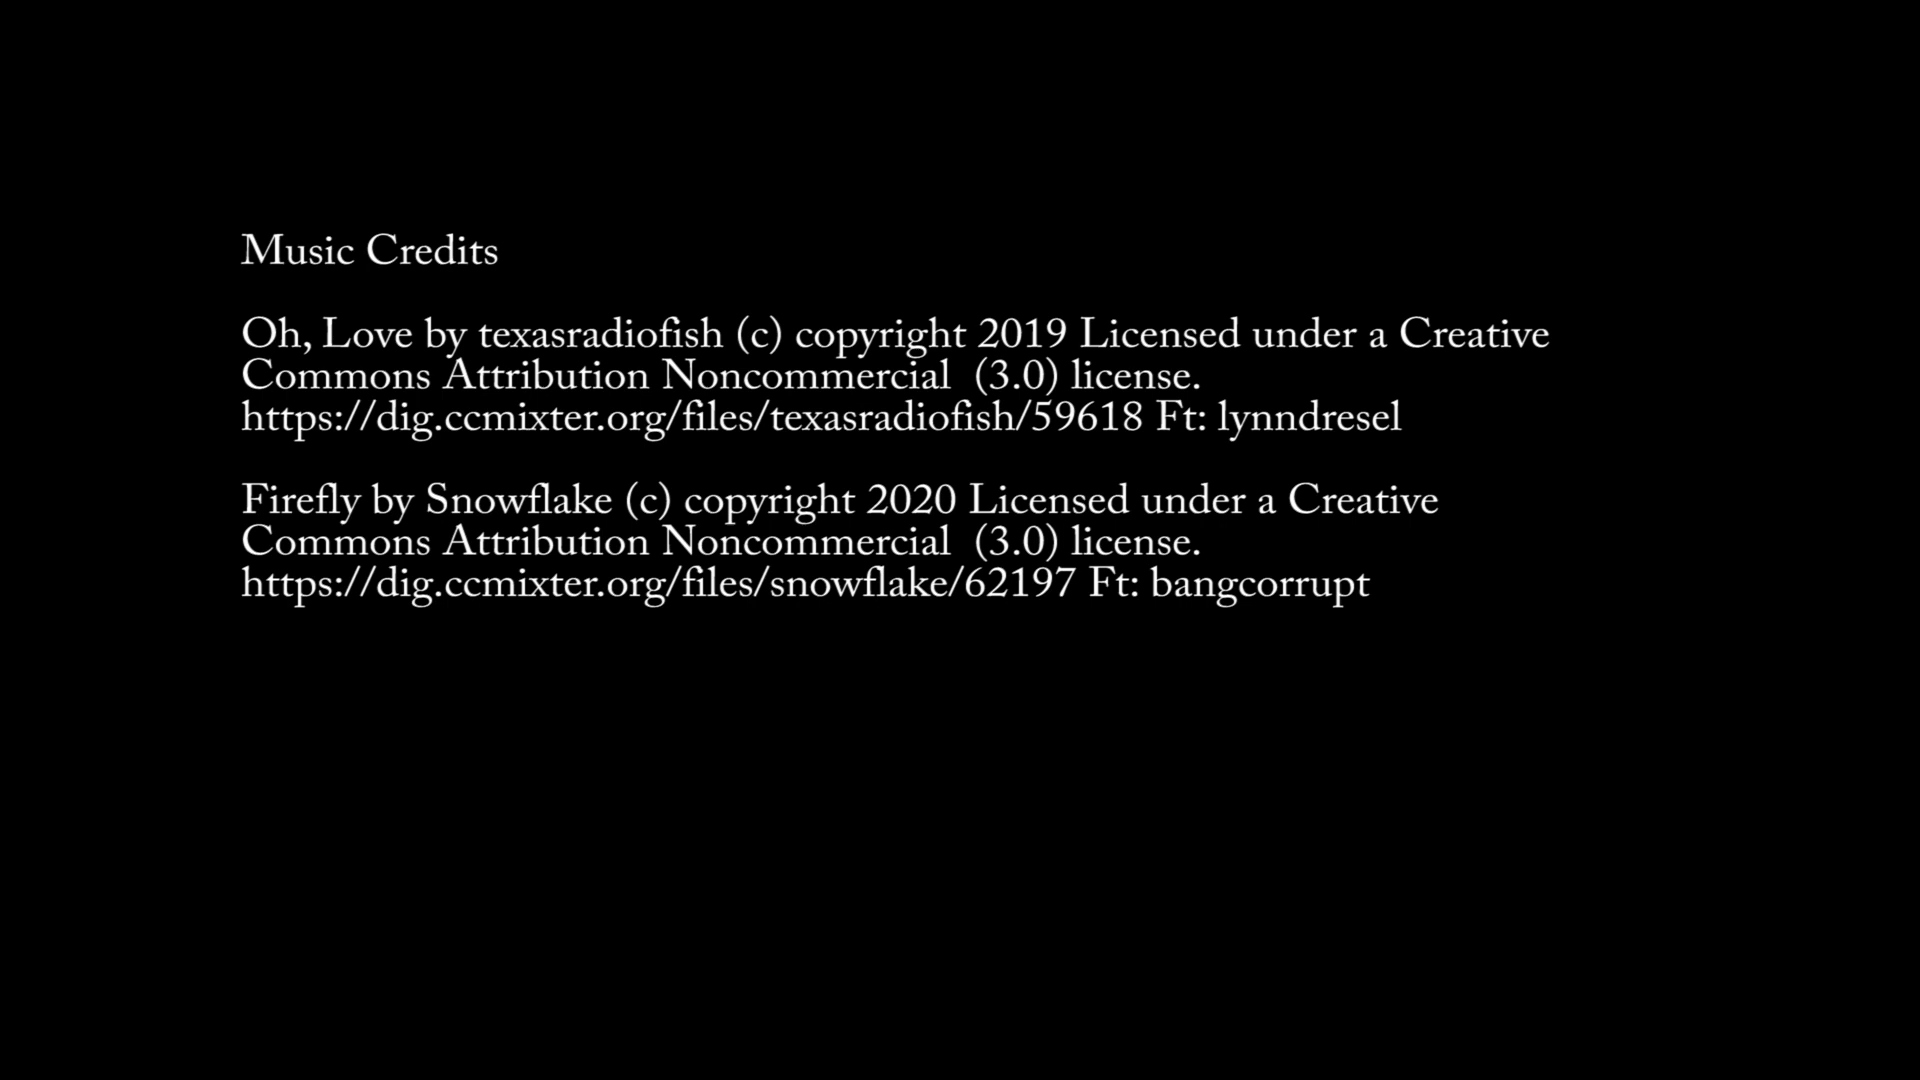 Music Credits
Oh, Love by texasradiofish (c) copyright 2019 Licensed under a Creative
Commons Attribution Noncommercial  (3.0) license.
https://dig.ccmixter.org/files/texasradiofish/59618 Ft: lynndresel
Firefly by Snowflake (c) copyright 2020 Licensed under a Creative
Commons Attribution Noncommercial  (3.0) license.
https://dig.ccmixter.org/files/snowflake/62197 Ft: bangcorrupt